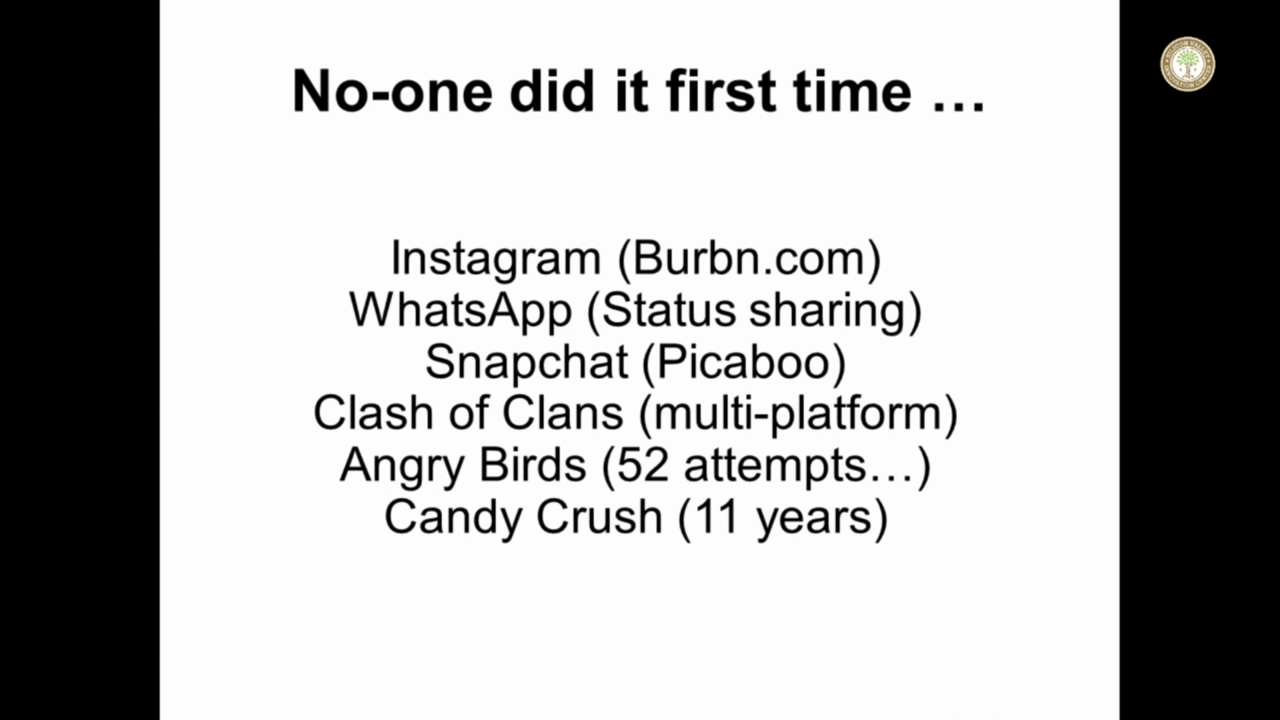 No-one did it first time …
Instagram (Burbn.com)
WhatsApp (Status sharing)
Snapchat (Picaboo)
Clash of Clans (multi-platform)
Angry Birds (52 attempts…)
Candy Crush (11 years)